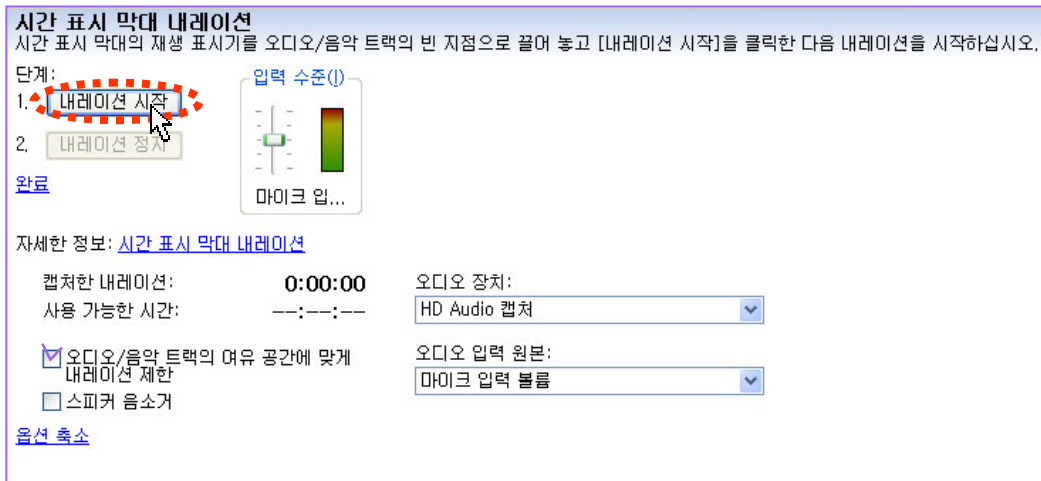 시간 표시 막대 내레이션
시간 표시 막대의 재생 표시기를 오디오/음악 트랙의 빈 지점으로 끌어 놓고 [내레이션 시작]을 클릭한 다음 내레이션을 시작하십시오.
단계:
1. 내레이션 시작
2. 내레이션 정지
완료
입력 수준(I)
마이크 입...
자세한 정보: 시간 표시 막대 내레이션
캡처한 내레이션: 0:00:00
사용 가능한 시간: --:--:--
오디오/음악 트랙의 여유 공간에 맞게
내레이션 제한
스피커 음소거
오디오 장치:
HD Audio 캡처
오디오 입력 원본:
마이크 입력 볼륨
옵션 축소